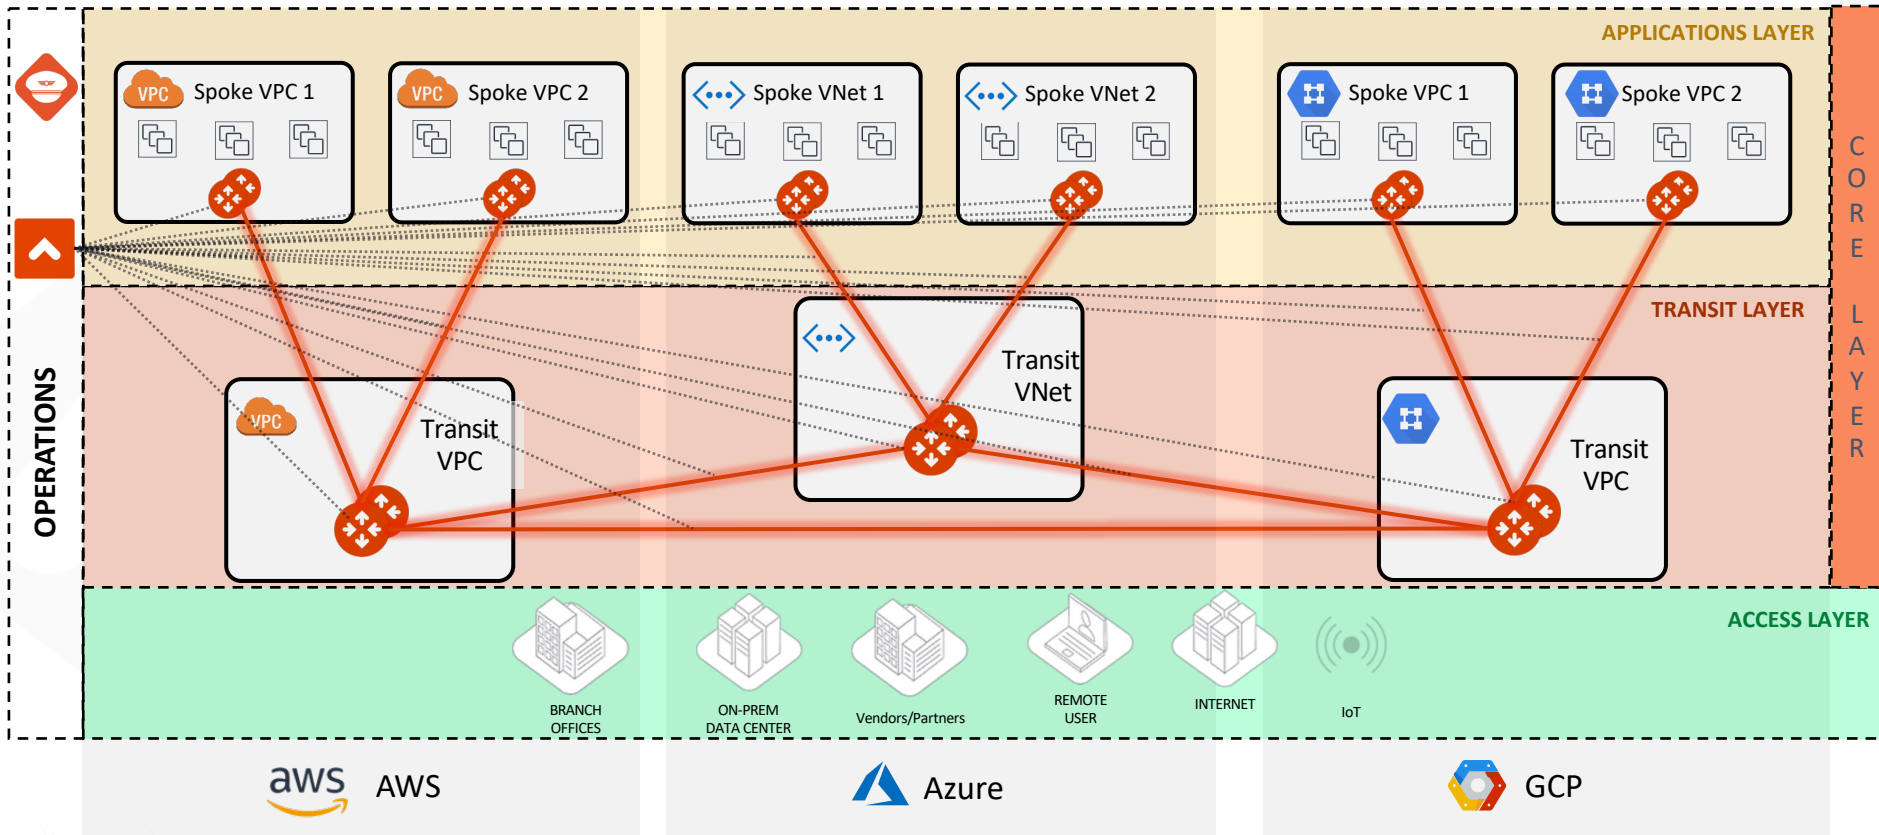 APPLICATIONS LAYER
VPC
Spoke VPC 1
VPC
Spoke VPC 2
Spoke VNet 1
Spoke VNet 2
Spoke VPC 1
Spoke VPC 2
CORE LAYER
OPERATIONS
TRANSIT LAYER
VPC
Transit
VPC
Transit
VNet
Transit
VPC
ACCESS LAYER
BRANCH
OFFICES
ON-PREM
DATA CENTER
Vendors/Partners
REMOTE
USER
INTERNET
IoT
aws
AWS
Azure
GCP